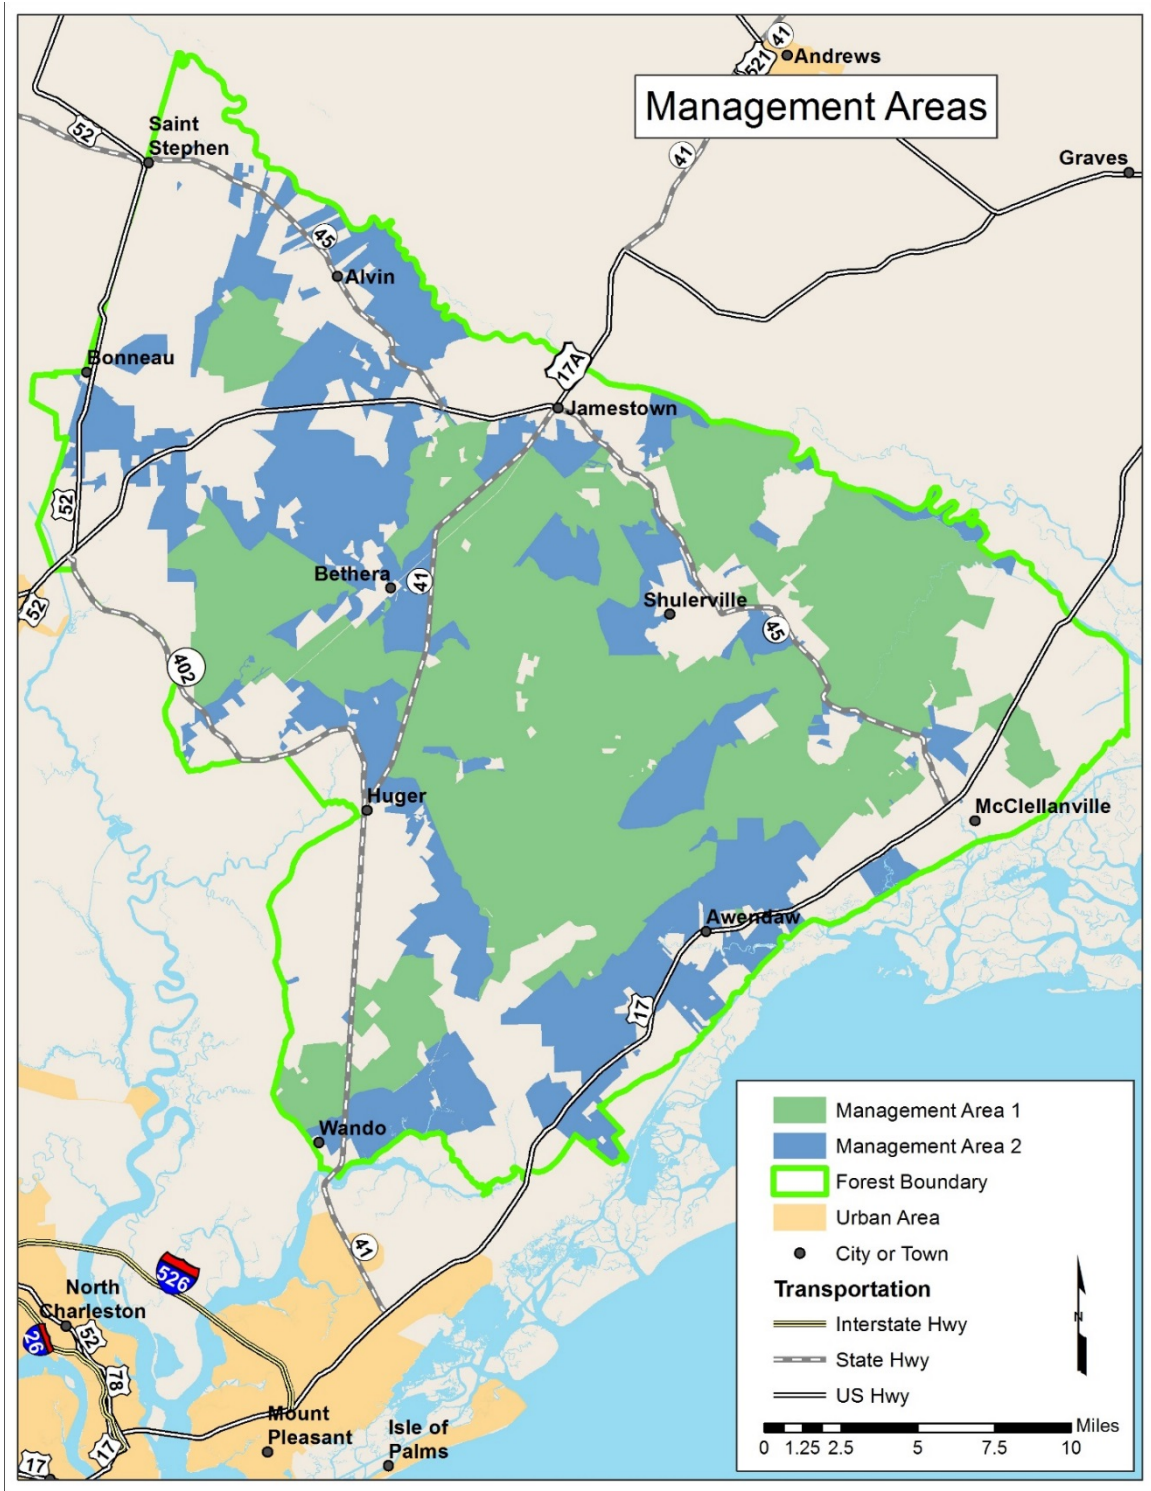 41
521
Andrews
Management Areas
52
Saint
Stephen
41
Graves
45
Alvin
Bonneau
17A
Jamestown
52
Bethera
41
52
Shulerville
45
402
Huger
McClellanville
Awendaw
17
Wando
41
526
North
Charleston
26
52
78
17
17
Mount
Pleasant
Isle of
Palms
Management Area 1
Management Area 2
Forest Boundary
Urban Area
City or Town
Transportation
N
Interstate Hwy
State Hwy
US Hwy
Miles
0 1.25 2.5 5 7.5 10